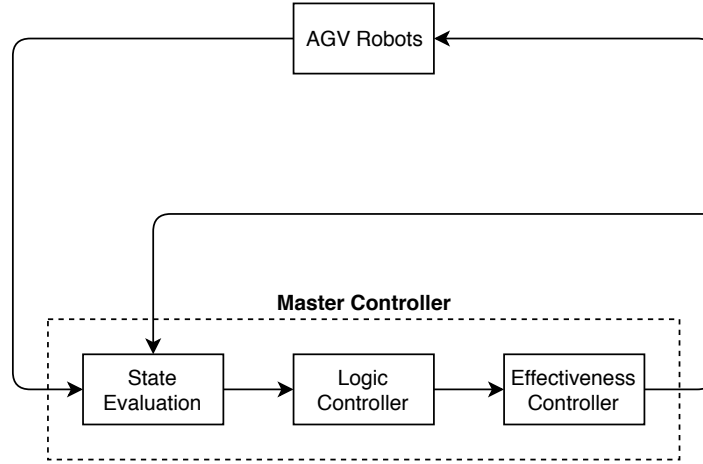 AGV Robots
Master Controller
State
Evaluation
Logic
Controller
Effectiveness
Controller